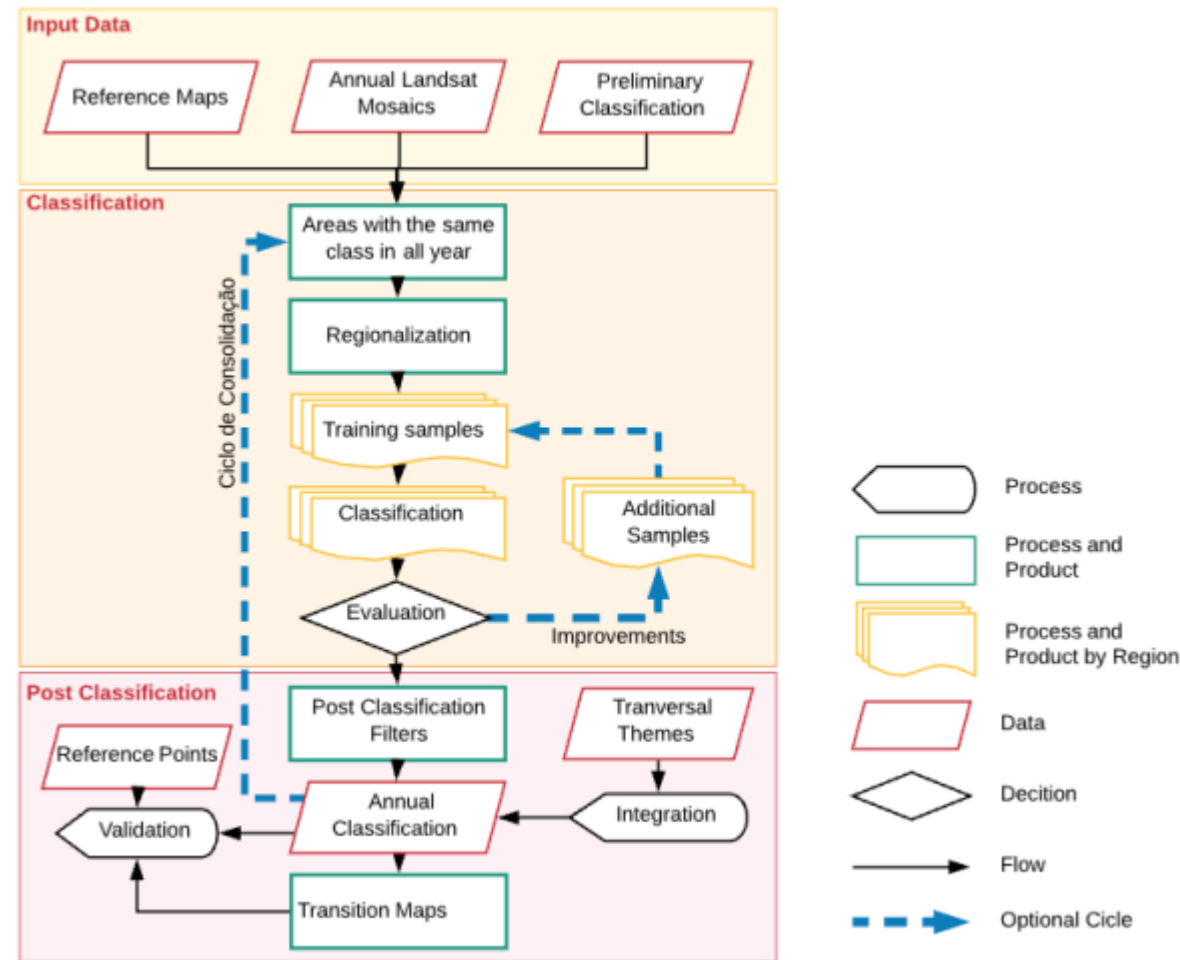 Input Data
Reference Maps
Annual Landsat
Mosaics
Preliminary
Classification
Classification
Areas with the same
class in all year
Regionalization
Ciclo de Consolidação
Training samples
Classification
Additional
Samples
Evaluation
Improvements
Post Classification
Post Classification
Filters
Tranversal
Themes
Reference Points
Annual
Classification
Integration
Validation
Transition Maps
Process
Process and
Product
Process and
Product by Region
Data
Decition
Flow
Optional Cicle